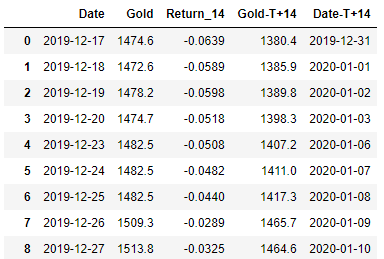 Date Gold Return_14 Gold-T+14 Date-T+14
0 2019-12-17 1474.6 -0.0639 1380.4 2019-12-31
1 2019-12-18 1472.6 -0.0589 1385.9 2020-01-01
2 2019-12-19 1478.2 -0.0598 1389.8 2020-01-02
3 2019-12-20 1474.7 -0.0518 1398.3 2020-01-03
4 2019-12-23 1482.5 -0.0508 1407.2 2020-01-06
5 2019-12-24 1482.5 -0.0482 1411.0 2020-01-07
6 2019-12-25 1482.5 -0.0440 1417.3 2020-01-08
7 2019-12-26 1509.3 -0.0289 1465.7 2020-01-09
8 2019-12-27 1513.8 -0.0325 1464.6 2020-01-10